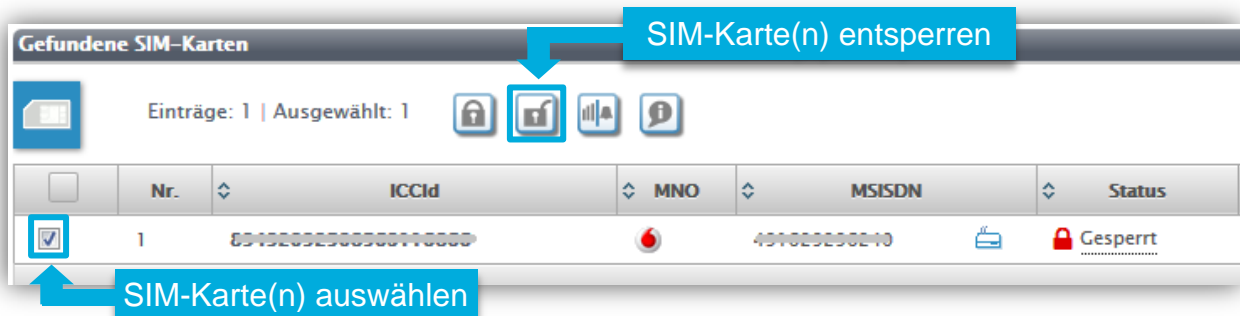 SIM-Karte(n) entsperren
Gefundene SIM-Karten
Einträge: 1 | Ausgewählt: 1
Nr. ICCId MNO MSISDN Status
1 Gesperrt
SIM-Karte(n) auswählen